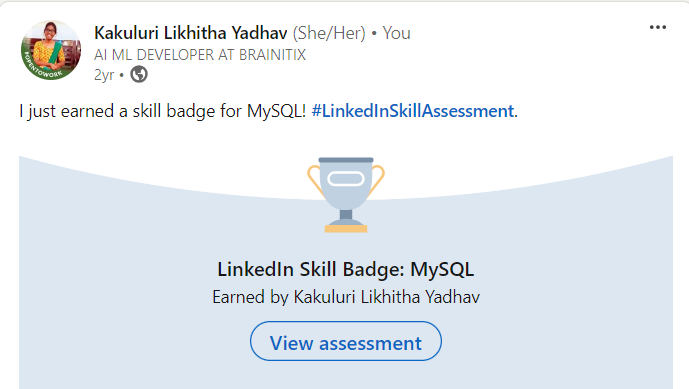 Kakuluri Likhitha Yadhav (She/Her) • You
AI ML DEVELOPER AT BRAINITIX
2yr •
#OPENTOWORK
I just earned a skill badge for MySQL! #LinkedInSkillAssessment.
LinkedIn Skill Badge: MySQL
Earned by Kakuluri Likhitha Yadhav
View assessment